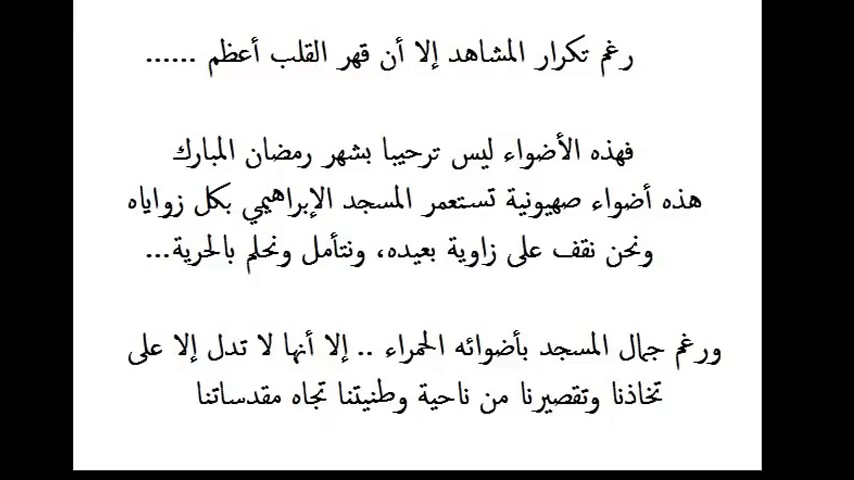 رغم تكرار المشاهد إلا أن قهر القلب أعظم ......
فهذه الأضواء ليس ترحيبا بشهر رمضان المبارك
هذه أضواء صهيونية تستعمر المسجد الإبراهيمي بكل زواياه
ونحن نقف على زاوية بعيده، ونتأمل ونحلم بالحرية...
ورغم جمال المسجد بأضوائه الحمراء .. إلا أنها لا تدل إلا على
تخاذنا وتقصيرنا من ناحية وطنيتنا تجاه مقدساتنا